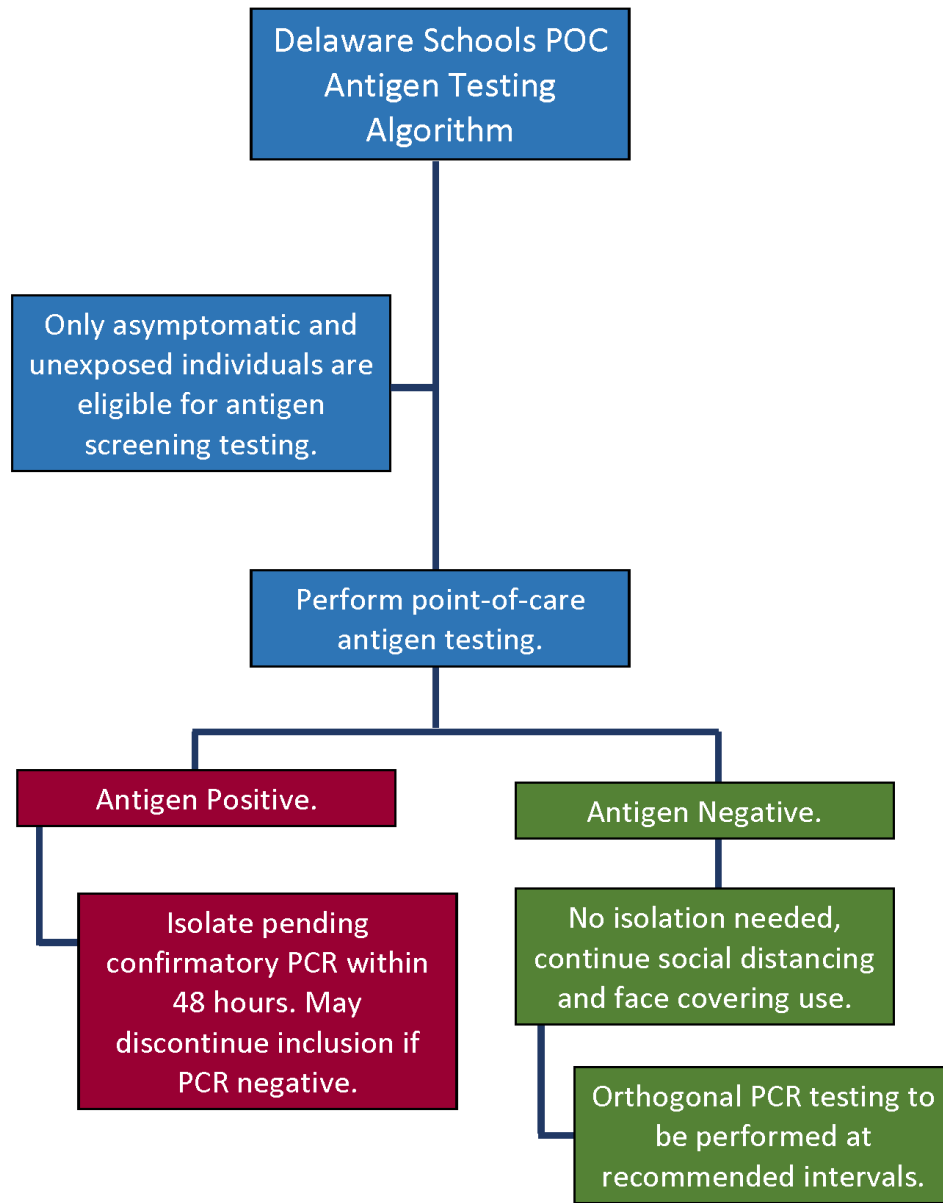 Delaware Schools POC
Antigen Testing
Algorithm
Only asymptomatic and
unexposed individuals are
eligible for antigen
screening testing.
Perform point-of-care
antigen testing.
Antigen Positive.
Isolate pending
confirmatory PCR within
48 hours. May
discontinue inclusion if
PCR negative.
Antigen Negative.
No isolation needed,
continue social distancing
and face covering use.
Orthogonal PCR testing to
be performed at
recommended intervals.